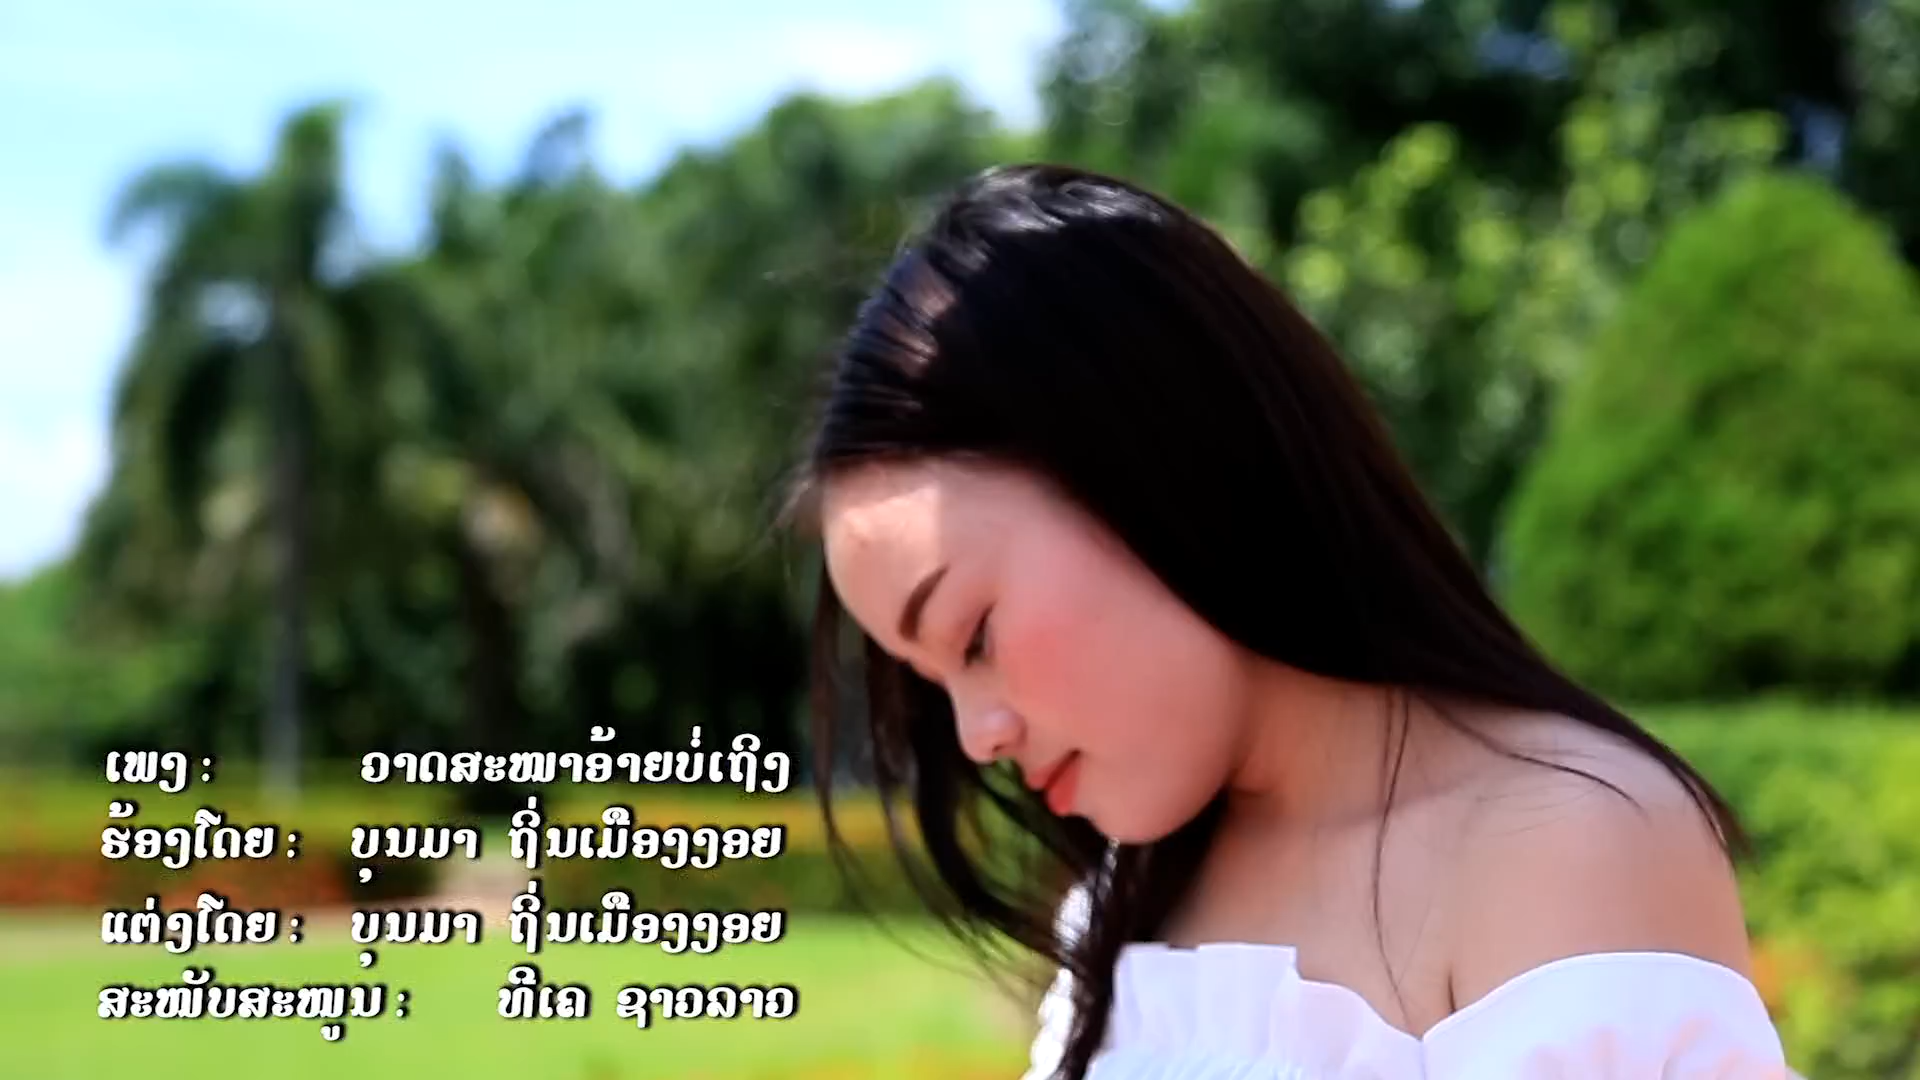 ເພງ : ວາດສະໜາອ້າຍບໍ່ເຖິງ
ຮ້ອງໂດຍ : ບຸນມາ ຖິ່ນເມືອງງອຍ
ແຕ່ງໂດຍ : ບຸນມາ ຖິ່ນເມືອງງອຍ
ສະໜັບສະໜູນ : ທີເຄ ຊາວລາວ